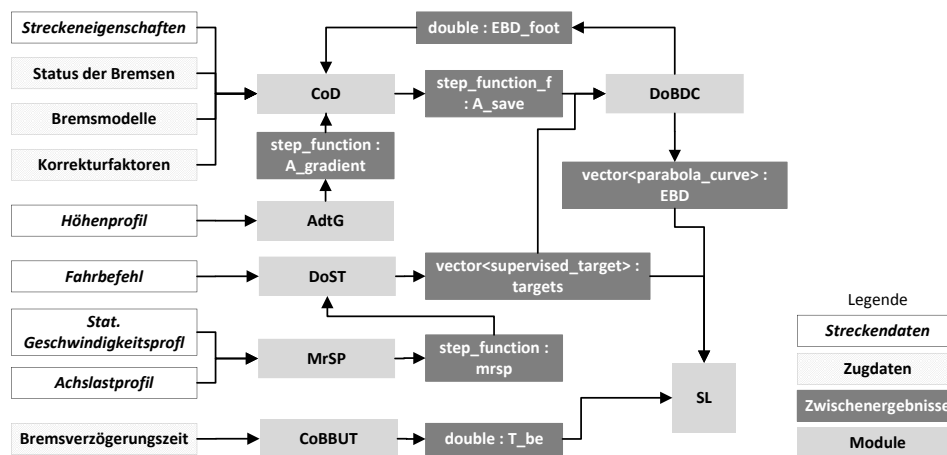 Streckeneigenschaften
Status der Bremsen
Bremsmodelle
Korrekturfaktoren
Höhenprofil
Fahrbefehl
Stat.
Geschwindigkeitsprofl
Achslastprofil
Bremsverzögerungszeit
double : EBD_foot
CoD
step_function_f
: A_save
DoBDC
step_function :
A_gradient
vector<parabola_curve> :
EBD
AdtG
DoST
vector<supervised_target> :
targets
MrSP
step_function :
mrsp
SL
CoBBUT
double : T_be
Legende
Streckendaten
Zugdaten
Zwischenergebnisse
Module